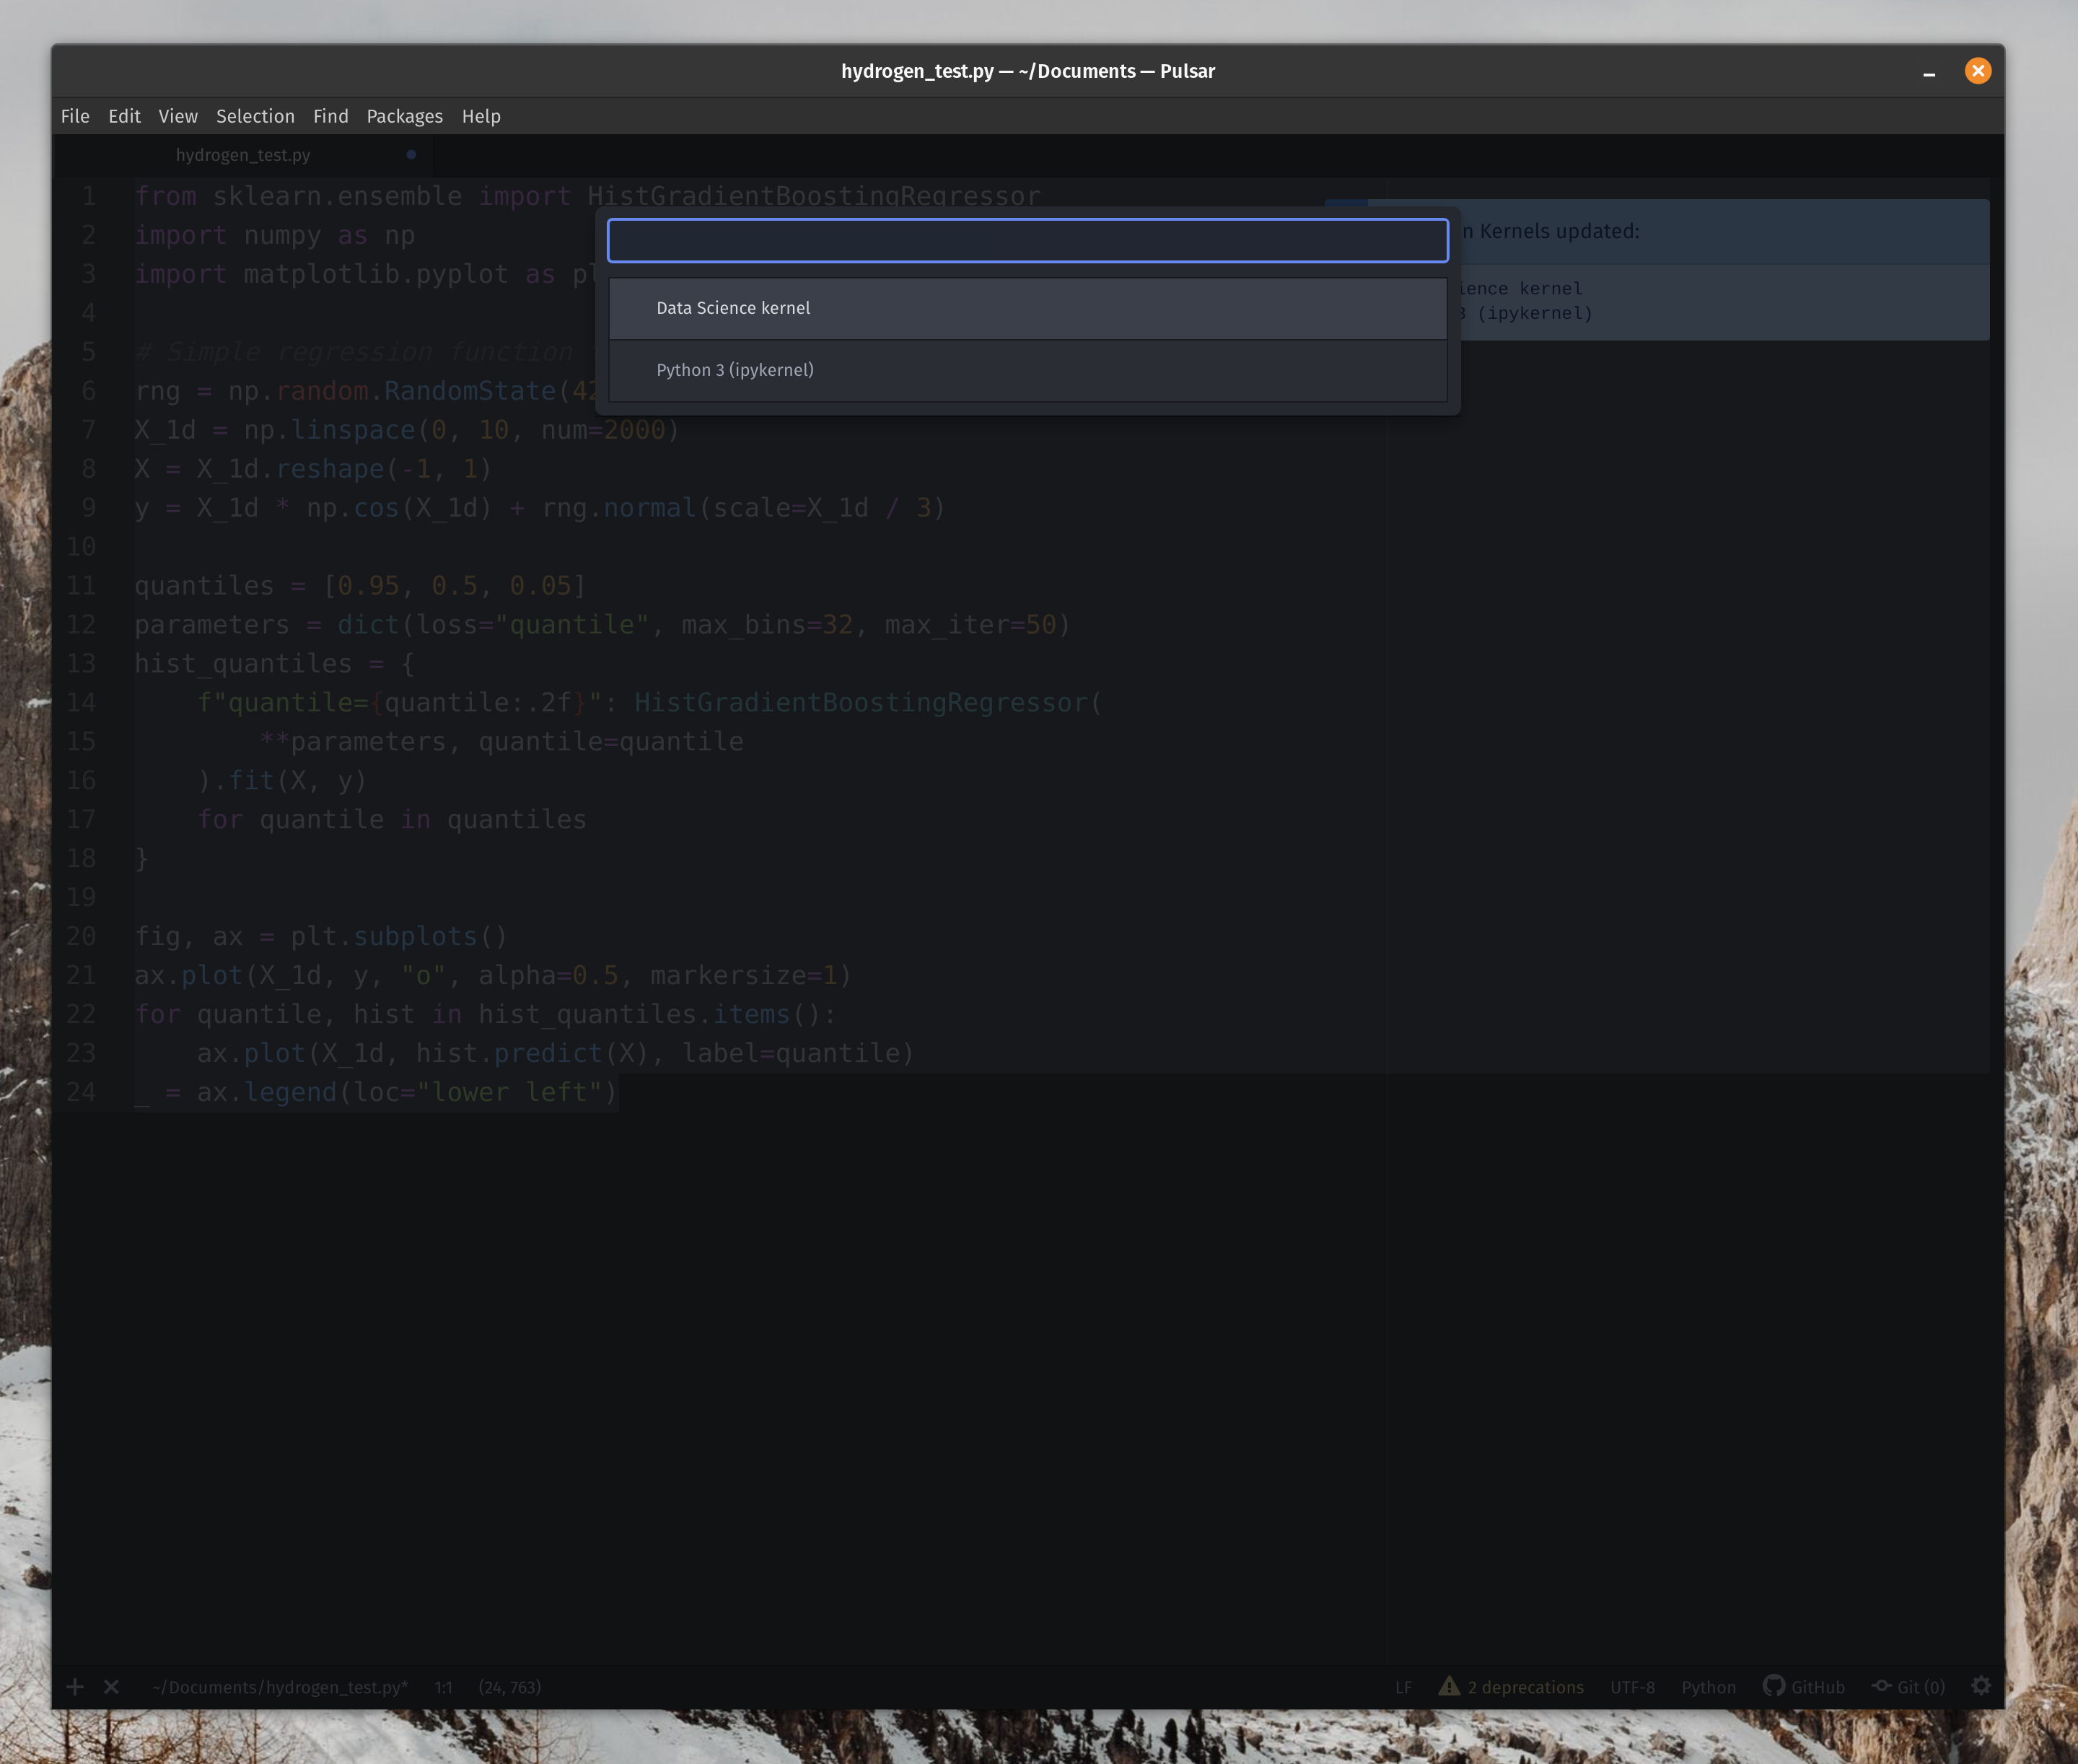 hydrogen_test.py — ~/Documents — Pulsar
File Edit View Selection Find Packages Help
hydrogen_test.py
1 from sklearn.ensemble import HistGradientBoostingRegressor
2 import numpy as np
3 import matplotlib.pyplot as pl
4
5 # Simple regression function
6 rng = np.random.RandomState(42
7 X_1d = np.linspace(0, 10, num=2000)
8 X = X_1d.reshape(-1, 1)
9 y = X_1d * np.cos(X_1d) + rng.normal(scale=X_1d / 3)
10
11 quantiles = [0.95, 0.5, 0.05]
12 parameters = dict(loss="quantile", max_bins=32, max_iter=50)
13 hist_quantiles = {
14     f"quantile={quantile:.2f}": HistGradientBoostingRegressor(
15         **parameters, quantile=quantile
16     ).fit(X, y)
17     for quantile in quantiles
18 }
19
20 fig, ax = plt.subplots()
21 ax.plot(X_1d, y, "o", alpha=0.5, markersize=1)
22 for quantile, hist in hist_quantiles.items():
23     ax.plot(X_1d, hist.predict(X), label=quantile)
24 _ = ax.legend(loc="lower left")
Data Science kernel
Python 3 (ipykernel)
n Kernels updated:
ience kernel
3 (ipykernel)
~/Documents/hydrogen_test.py* 1:1 (24, 763) LF 2 deprecations UTF-8 Python GitHub Git (0)